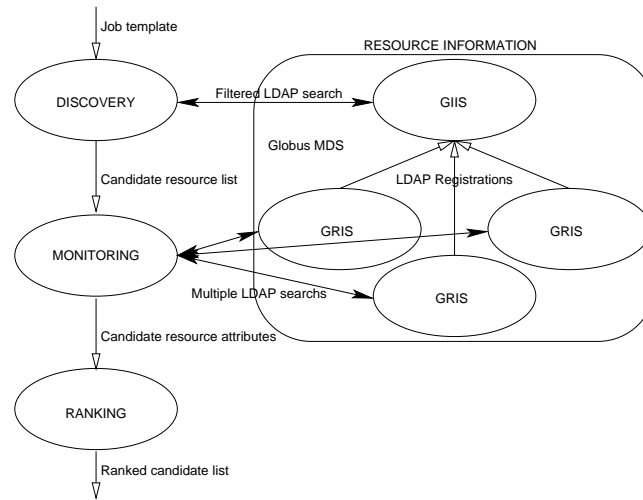 Job template
RESOURCE INFORMATION
DISCOVERY
Filtered LDAP search
GIIS
Globus MDS
Candidate resource list
LDAP Registrations
GRIS
GRIS
MONITORING
GRIS
Multiple LDAP searchs
Candidate resource attributes
RANKING
Ranked candidate list